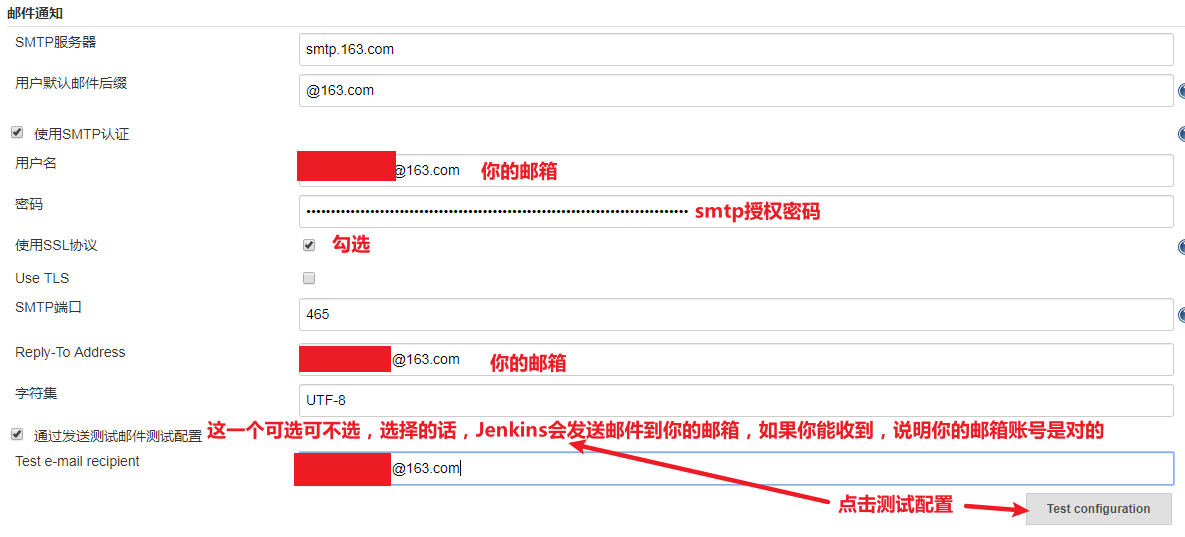 邮件通知
SMTP服务器
smtp.163.com
用户默认邮件后缀
@163.com
使用SMTP认证
用户名
@163.com 你的邮箱
密码
smtp授权密码
使用SSL协议
勾选
Use TLS
SMTP端口
465
Reply-To Address
@163.com 你的邮箱
字符集
UTF-8
通过发送测试邮件测试配置 这一个可选可不选，选择的话，Jenkins会发送邮件到你的邮箱，如果你能收到，说明你的邮箱账号是对的
Test e-mail recipient
@163.com
点击测试配置
Test configuration